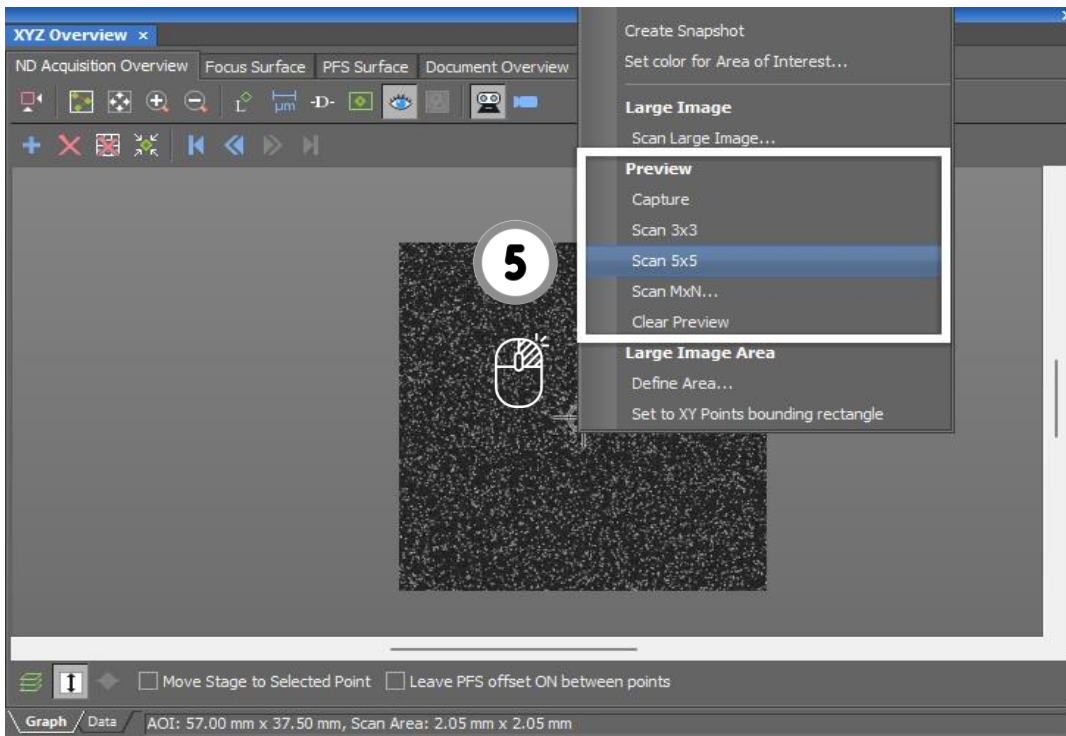 XYZ Overview ×
ND Acquisition Overview Focus Surface PFS Surface Document Overview
µm -D-
Create Snapshot
Set color for Area of Interest...
Large Image
Scan Large Image...
Preview
Capture
Scan 3x3
Scan 5x5
Scan MxN...
Clear Preview
Large Image Area
Define Area...
Set to XY Points bounding rectangle
5
Move Stage to Selected Point Leave PFS offset ON between points
Graph Data AOI: 57.00 mm x 37.50 mm, Scan Area: 2.05 mm x 2.05 mm